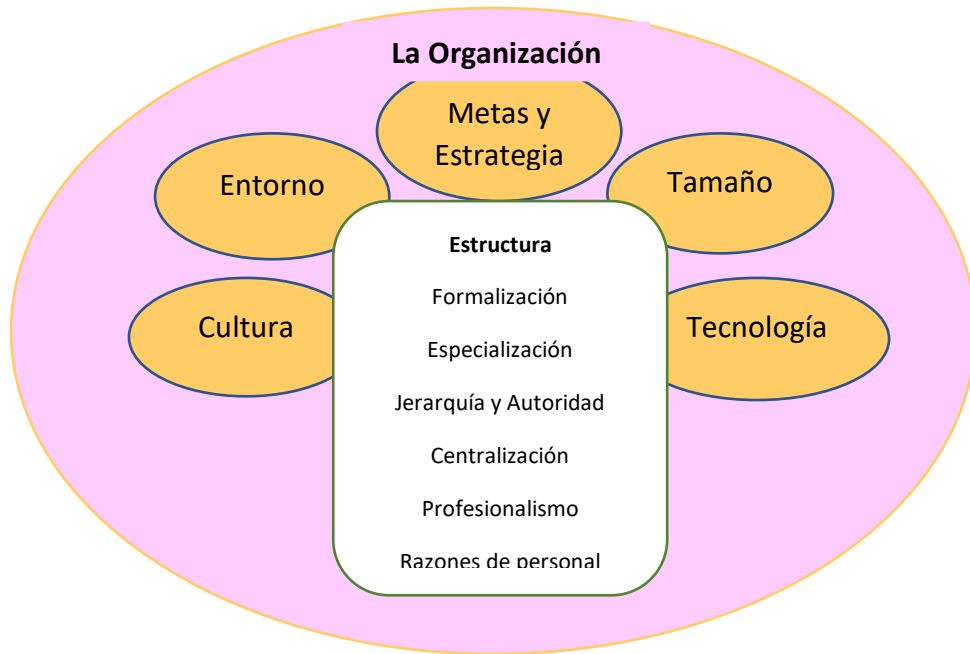 La Organización
Metas y
Estrategia
Entorno
Tamaño
Cultura
Tecnología
Estructura
Formalización
Especialización
Jerarquía y Autoridad
Centralización
Profesionalismo
Razones de personal